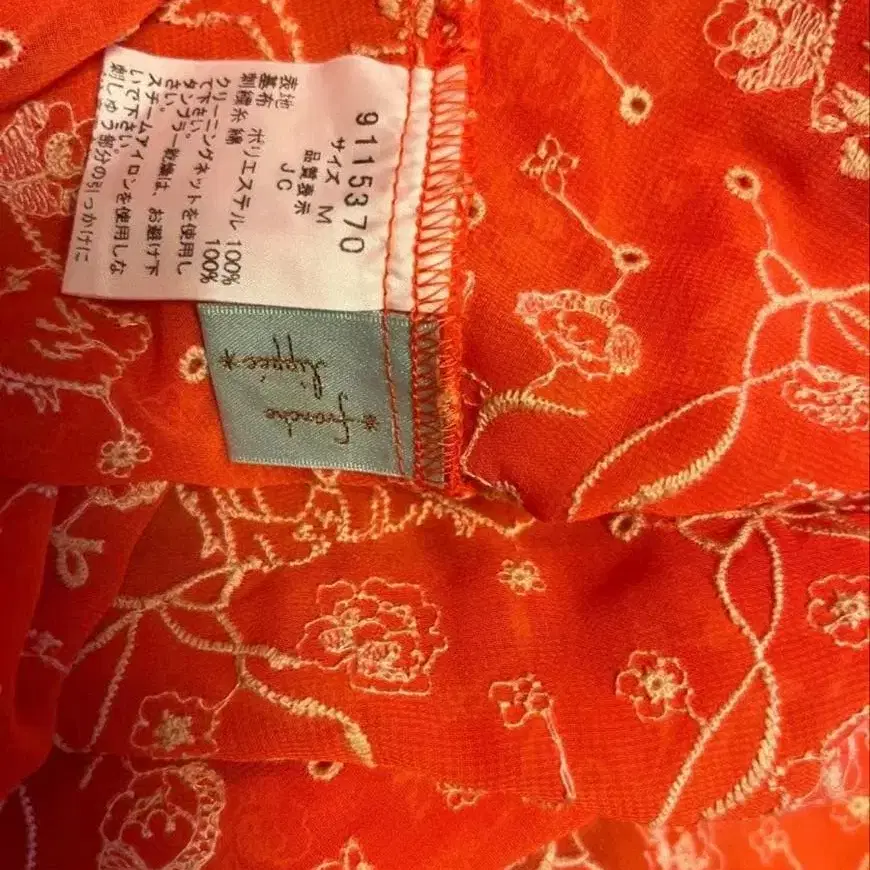 9115370
サイズ M
品質表示
JC
表地
基布 ポリエステル 100%
刺繍糸 綿 100%
クリーニングネットを使用し
て下さい。タンブラー乾燥は、お避け下
さい。
スチームアイロンを使用しな
いで下さい。
刺しゅう部分の引っかけに
*franche
lippée*